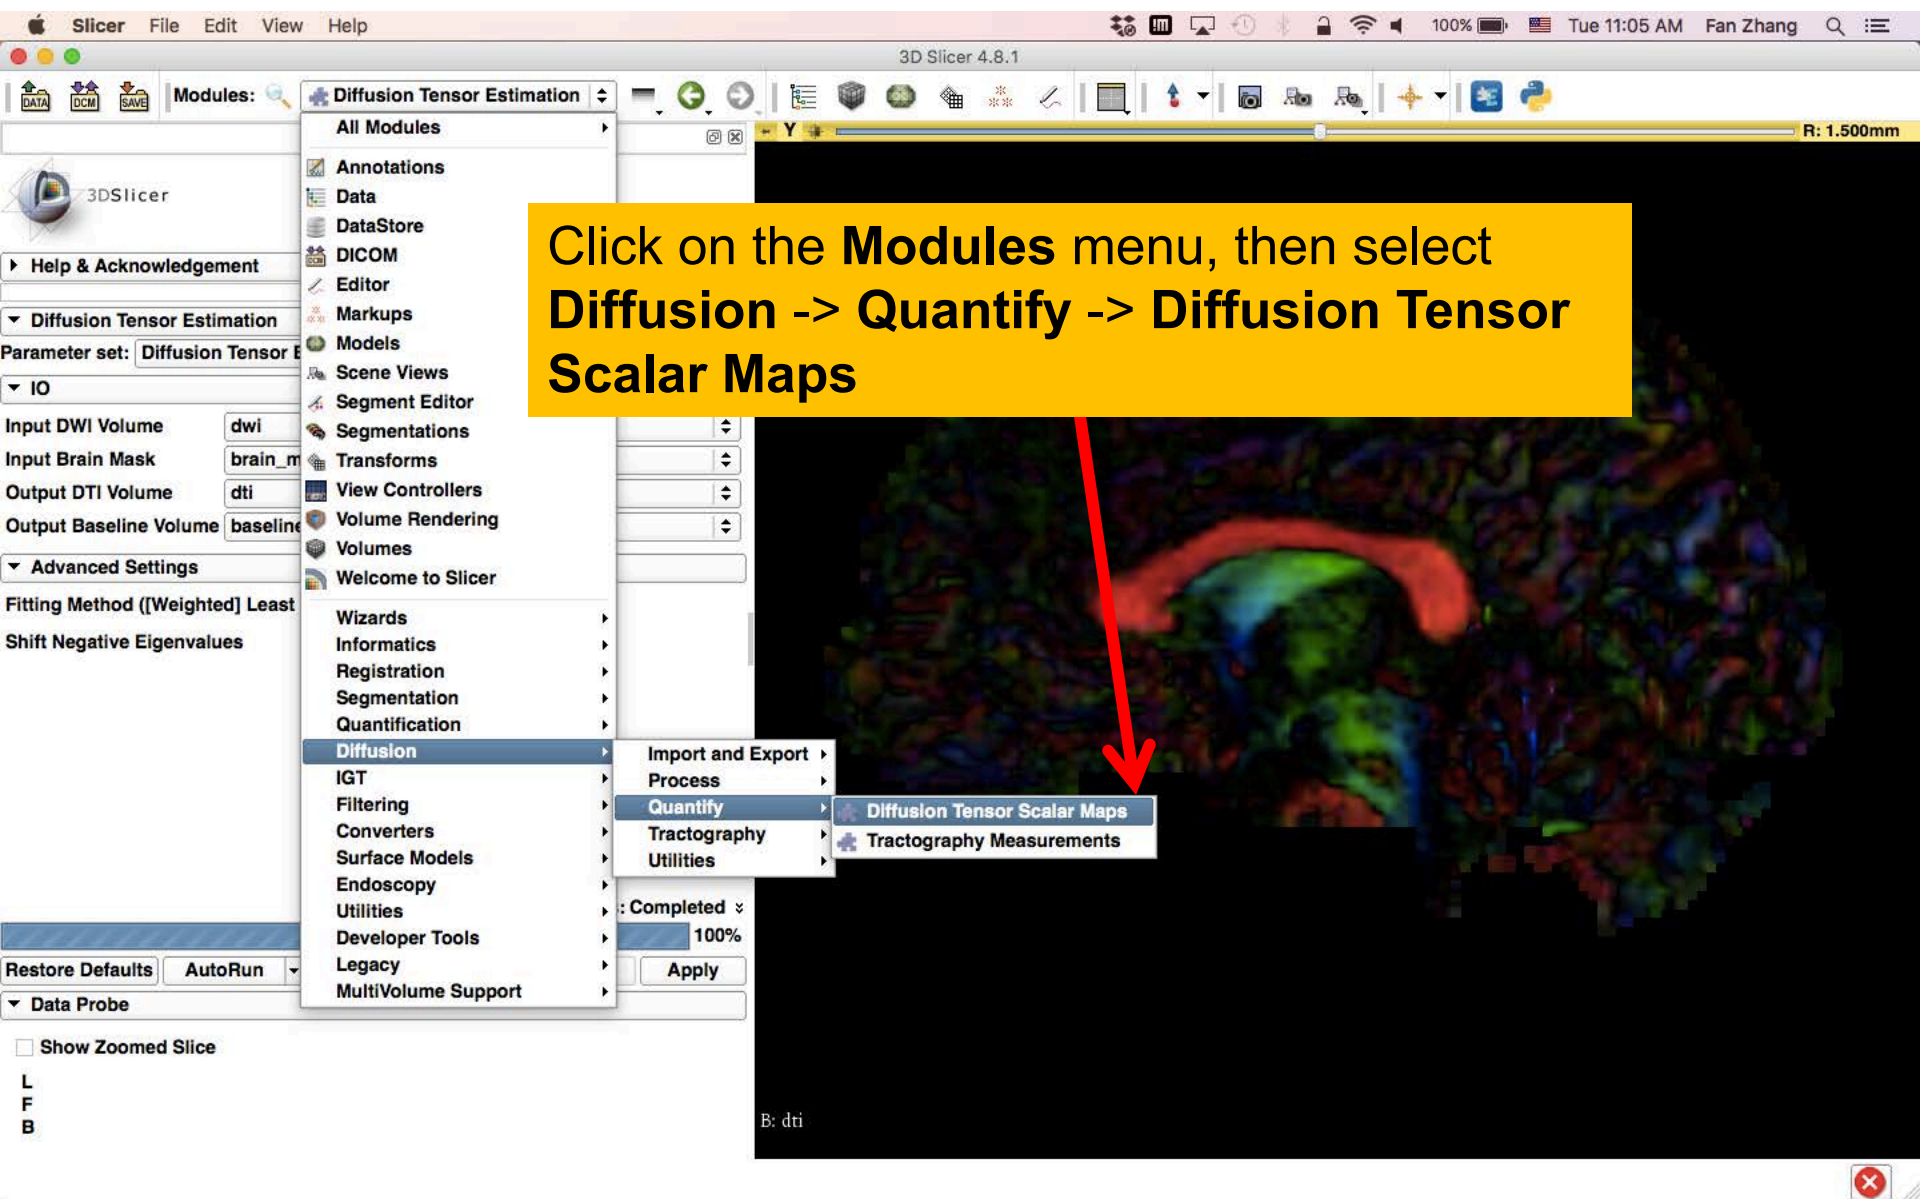 Slicer File Edit View Help 100% Tue 11:05 AM Fan Zhang
3D Slicer 4.8.1
DATA DCM SAVE Modules: Diffusion Tensor Estimation
Y R: 1.500mm
3DSlicer
Help & Acknowledgement
Diffusion Tensor Estimation
Parameter set: Diffusion Tensor E
IO
Input DWI Volume dwi
Input Brain Mask brain_m
Output DTI Volume dti
Output Baseline Volume baseline
Advanced Settings
Fitting Method ([Weighted] Least
Shift Negative Eigenvalues
All Modules
Annotations
Data
DataStore
DICOM
Editor
Markups
Models
Scene Views
Segment Editor
Segmentations
Transforms
View Controllers
Volume Rendering
Volumes
Welcome to Slicer
Wizards
Informatics
Registration
Segmentation
Quantification
Diffusion
IGT
Filtering
Converters
Surface Models
Endoscopy
Utilities
Developer Tools
Legacy
MultiVolume Support
Import and Export
Process
Quantify
Tractography
Utilities
Diffusion Tensor Scalar Maps
Tractography Measurements
Click on the Modules menu, then select
Diffusion -> Quantify -> Diffusion Tensor
Scalar Maps
: Completed
100%
Restore Defaults AutoRun Apply
Data Probe
Show Zoomed Slice
L
F
B
B: dti